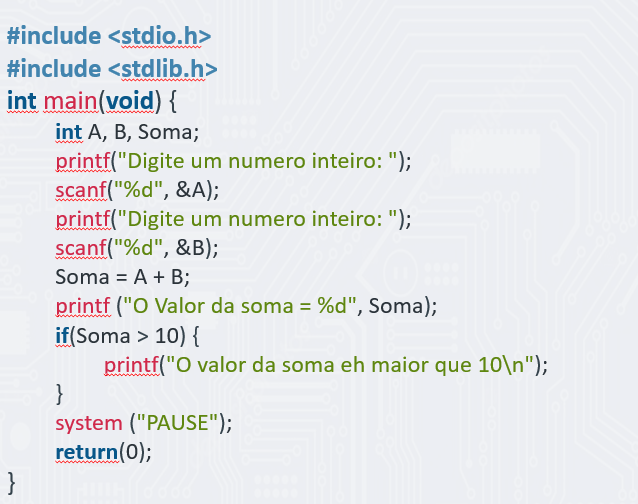 #include <stdio.h>
#include <stdlib.h>
int main(void) {
int A, B, Soma;
printf("Digite um numero inteiro: ");
scanf("%d", &A);
printf("Digite um numero inteiro: ");
scanf("%d", &B);
Soma = A + B;
printf ("O Valor da soma = %d", Soma);
if(Soma > 10) {
printf("O valor da soma eh maior que 10\n");
}
system ("PAUSE");
return(0);
}